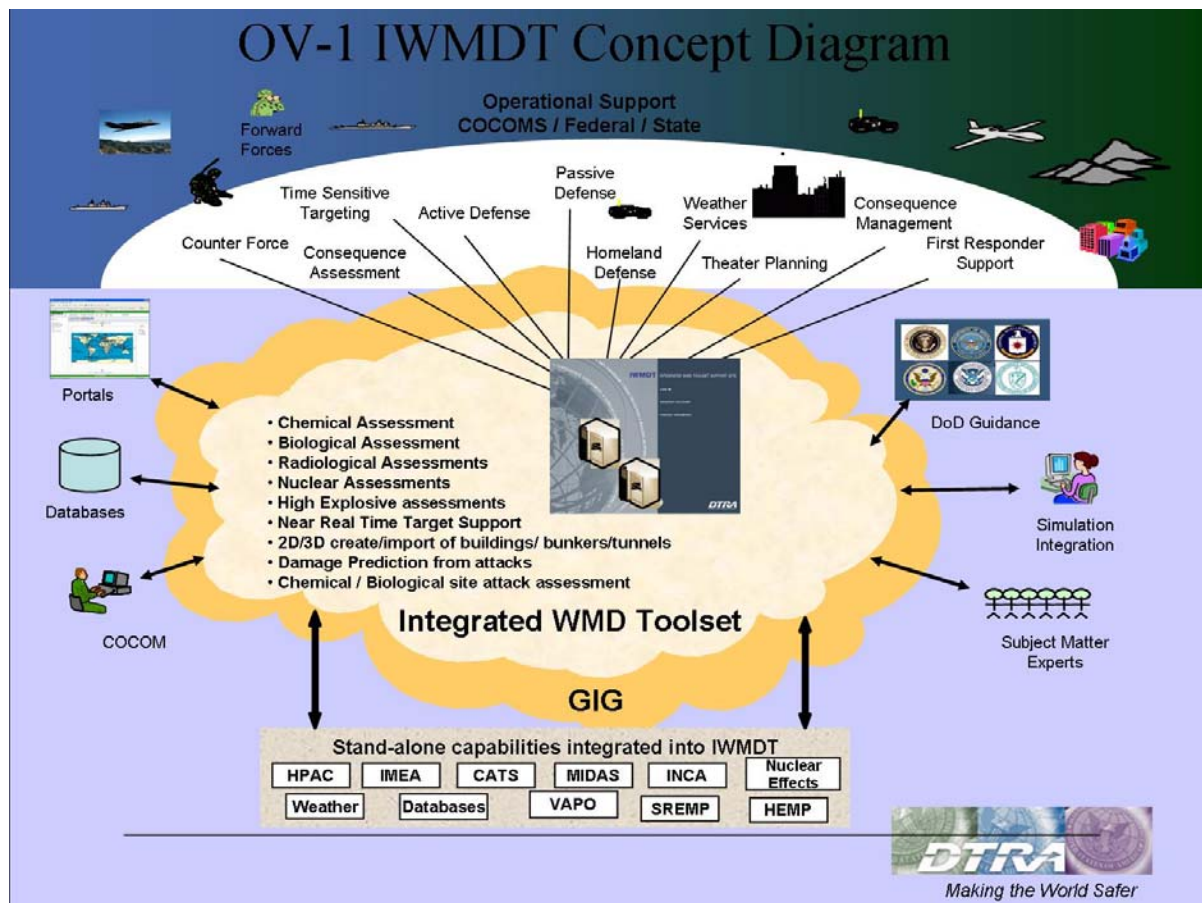 OV-1 IWMDT Concept Diagram
Operational Support
COCOMS / Federal / State
Forward
Forces
Time Sensitive
Targeting
Active Defense
Passive
Defense
Weather
Services
Consequence
Management
Counter Force
Consequence
Assessment
Homeland
Defense
Theater Planning
First Responder
Support
Portals
Databases
COCOM
IWMDT
DTRA
• Chemical Assessment
• Biological Assessment
• Radiological Assessments
• Nuclear Assessments
• High Explosive assessments
• Near Real Time Target Support
• 2D/3D create/import of buildings/ bunkers/tunnels
• Damage Prediction from attacks
• Chemical / Biological site attack assessment
Integrated WMD Toolset
GIG
DoD Guidance
Simulation
Integration
Subject Matter
Experts
Stand-alone capabilities integrated into IWMDT
HPAC IMEA CATS MIDAS INCA Nuclear
Effects
Weather Databases VAPO SREMP HEMP
DTRA
Making the World Safer